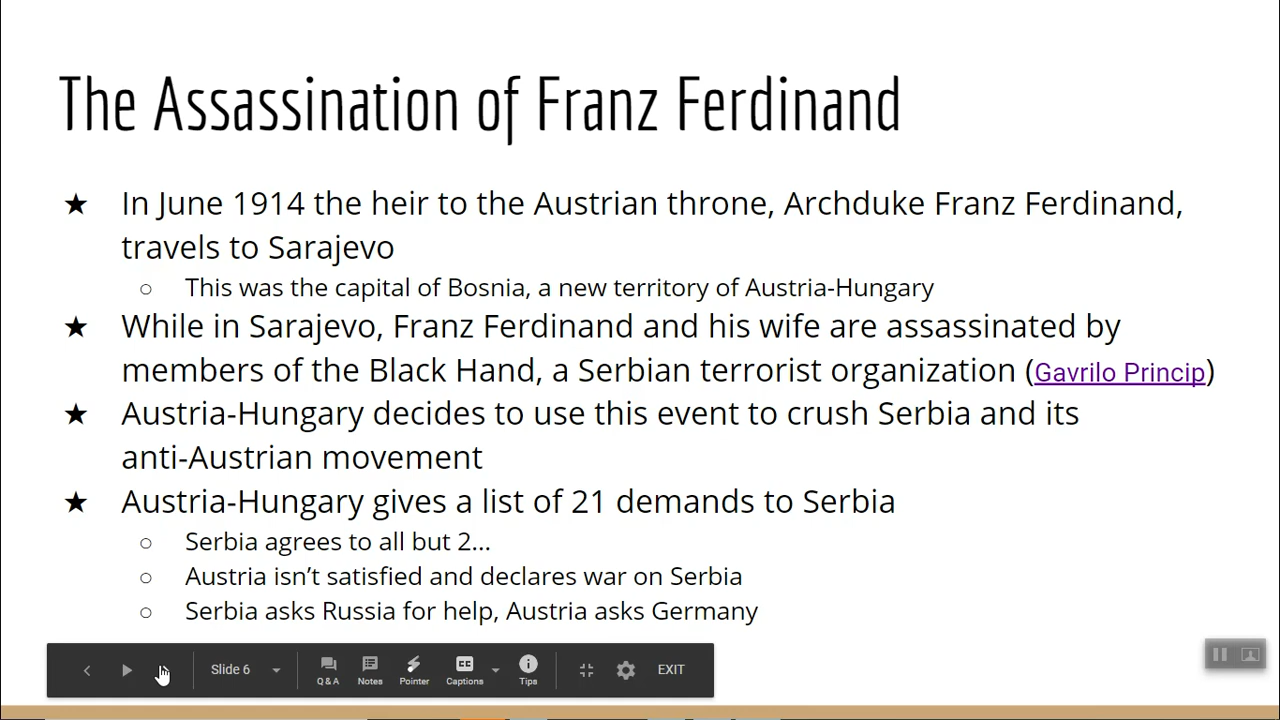 The Assassination of Franz Ferdinand
★ In June 1914 the heir to the Austrian throne, Archduke Franz Ferdinand,
travels to Sarajevo
○ This was the capital of Bosnia, a new territory of Austria-Hungary
★ While in Sarajevo, Franz Ferdinand and his wife are assassinated by
members of the Black Hand, a Serbian terrorist organization (Gavrilo Princip)
★ Austria-Hungary decides to use this event to crush Serbia and its
anti-Austrian movement
★ Austria-Hungary gives a list of 21 demands to Serbia
○ Serbia agrees to all but 2...
○ Austria isn't satisfied and declares war on Serbia
○ Serbia asks Russia for help, Austria asks Germany
Slide 6 Q & A Notes Pointer CC Captions Tips EXIT